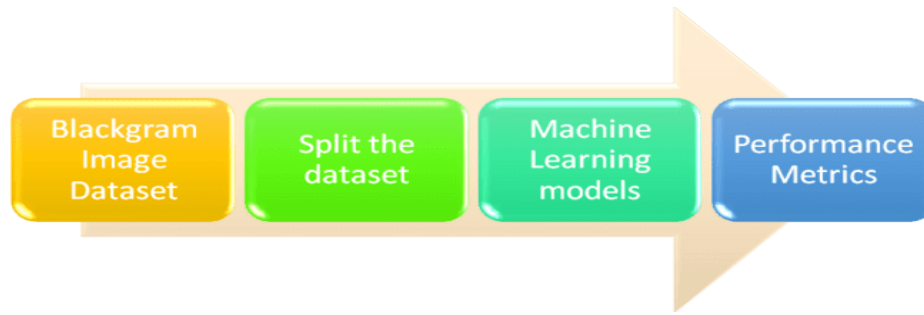 Blackgram
Image
Dataset
Split the
dataset
Machine
Learning
models
Performance
Metrics